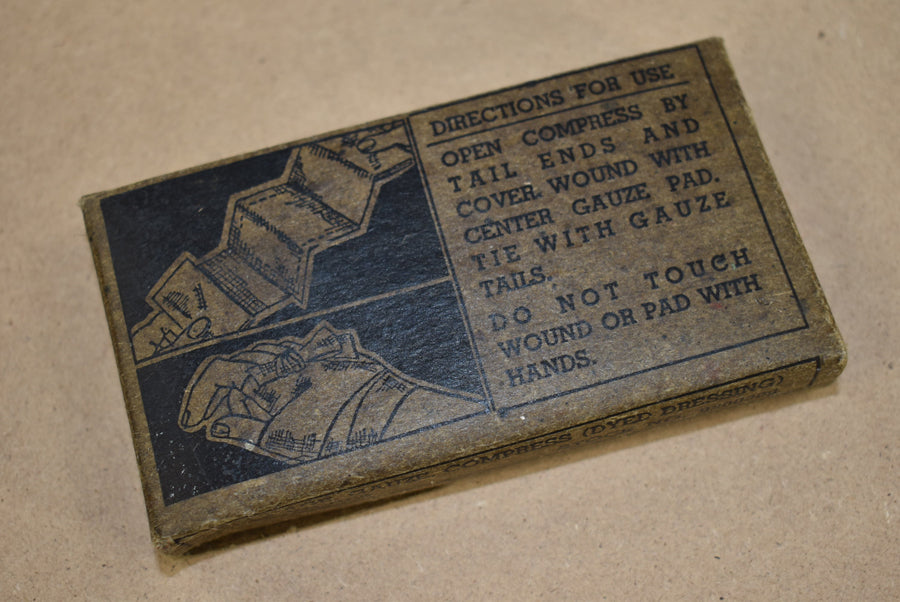 DIRECTIONS FOR USE
OPEN COMPRESS BY
TAIL ENDS AND
COVER WOUND WITH
CENTER GAUZE PAD.
TIE WITH GAUZE
TAILS.
DO NOT TOUCH
WOUND OR PAD WITH
HANDS.
GAUZE COMPRESS (DYED DRESSING)